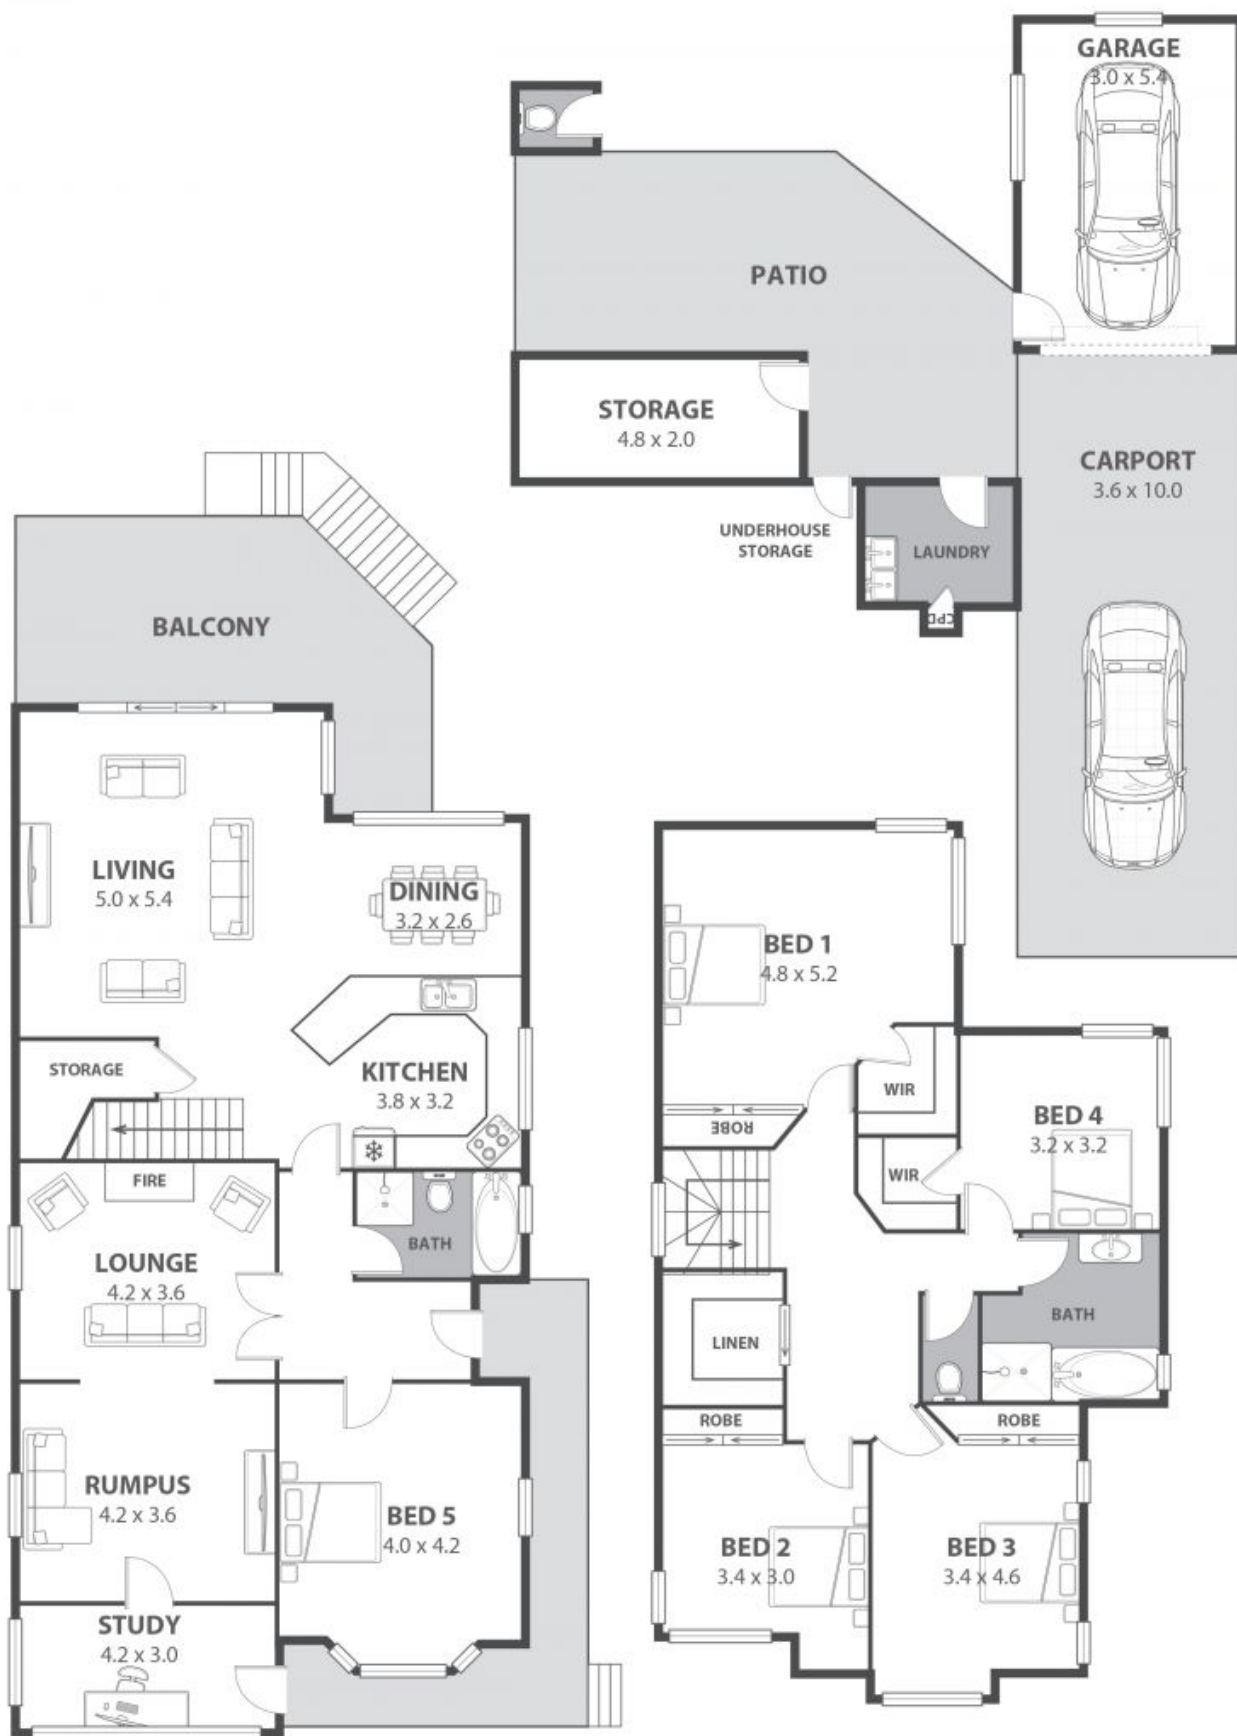 GARAGE
3.0 x 5.4
PATIO
STORAGE
4.8 x 2.0
CARPORT
3.6 x 10.0
UNDERHOUSE
STORAGE
LAUNDRY
CPD
BALCONY
LIVING
5.0 x 5.4
DINING
3.2 x 2.6
STORAGE
KITCHEN
3.8 x 3.2
FIRE
LOUNGE
4.2 x 3.6
BATH
RUMPUS
4.2 x 3.6
BED 5
4.0 x 4.2
STUDY
4.2 x 3.0
BED 1
4.8 x 5.2
WIR
ROBE
BED 4
3.2 x 3.2
WIR
LINEN
BATH
ROBE
ROBE
BED 2
3.4 x 3.0
BED 3
3.4 x 4.6